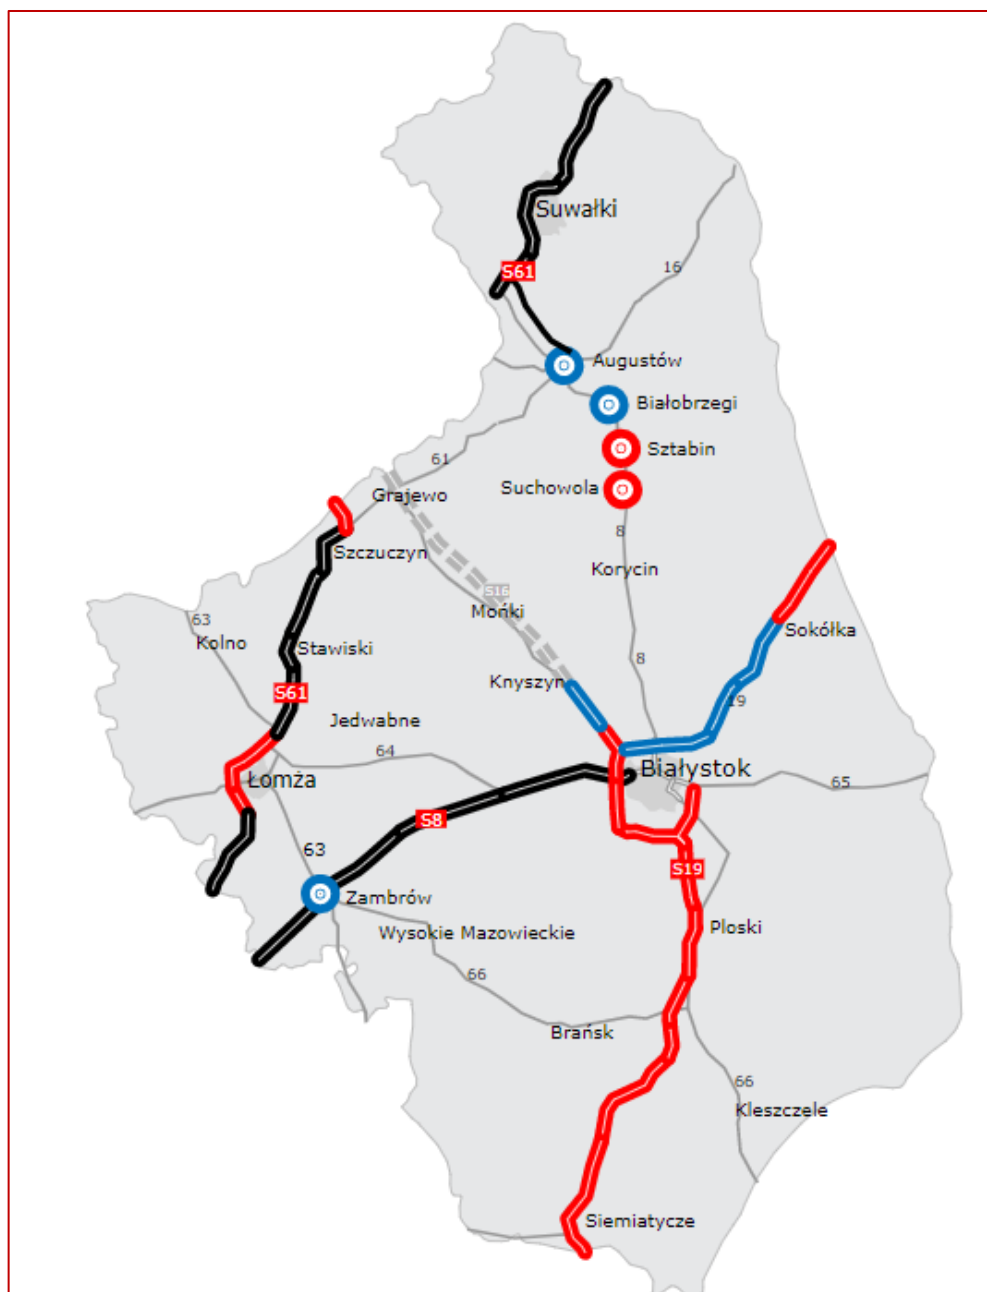 Suwałki
S61
16
Augustów
Białobrzegi
Sztabin
61
Suchowola
Grajewo
8
Szczuczyn
Korycin
S16
Mońki
63
Kolno
Sokółka
Stawiski
8
Knyszyn
S61
19
Jedwabne
64
Białystok
Łomża
65
S8
63
S19
Zambrów
Ploski
Wysokie Mazowieckie
66
Brańsk
66
Kleszczele
Siemiatycze